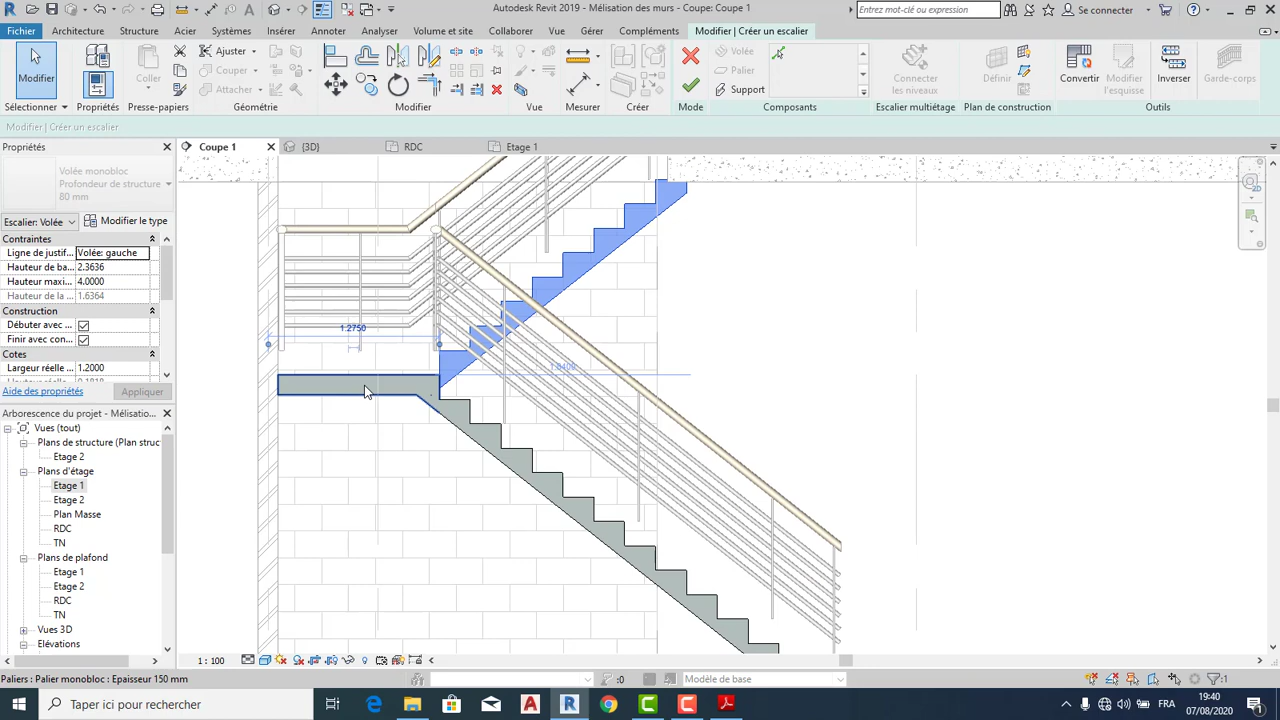 Autodesk Revit 2019 - Mélisation des murs - Coupe: Coupe 1
Entrez mot-clé ou expression
Se connecter
Fichier Architecture Structure Acier Systèmes Insérer Annoter Analyser Volume et site Collaborer Vue Gérer Compléments Modifier | Créer un escalier
Modifier Coller Ajuster Couper Attacher Volée Palier Support Connecter les niveaux Définir Convertir Modifier l'esquisse Inverser Garde-corps
Sélectionner Propriétés Presse-papiers Géométrie Modifier Vue Mesurer Créer Mode Composants Escalier multiétage Plan de construction Outils
Modifier | Créer un escalier
Propriétés
Coupe 1 {3D} RDC Etage 1
Volée monobloc
Profondeur de structure
80 mm
Escalier: Volée Modifier le type
Contraintes
Ligne de justif... Volée: gauche
Hauteur de ba... 2.3636
Hauteur maxi... 4.0000
Hauteur de la ... 1.6364
Construction
Débuter avec ...
Finir avec con...
Cotes
Largeur réelle ... 1.2000
Aide des propriétés Appliquer
1.2750
1.8400
Arborescence du projet - Mélisatio...
Vues (tout)
Plans de structure (Plan struc
Etage 2
Plans d'étage
Etage 1
Etage 2
Plan Masse
RDC
TN
Plans de plafond
Etage 1
Etage 2
RDC
TN
Vues 3D
Elévations
1 : 100
Paliers : Palier monobloc : Epaisseur 150 mm
:0
Modèle de base
:1
Taper ici pour rechercher
FRA
19:40
07/08/2020